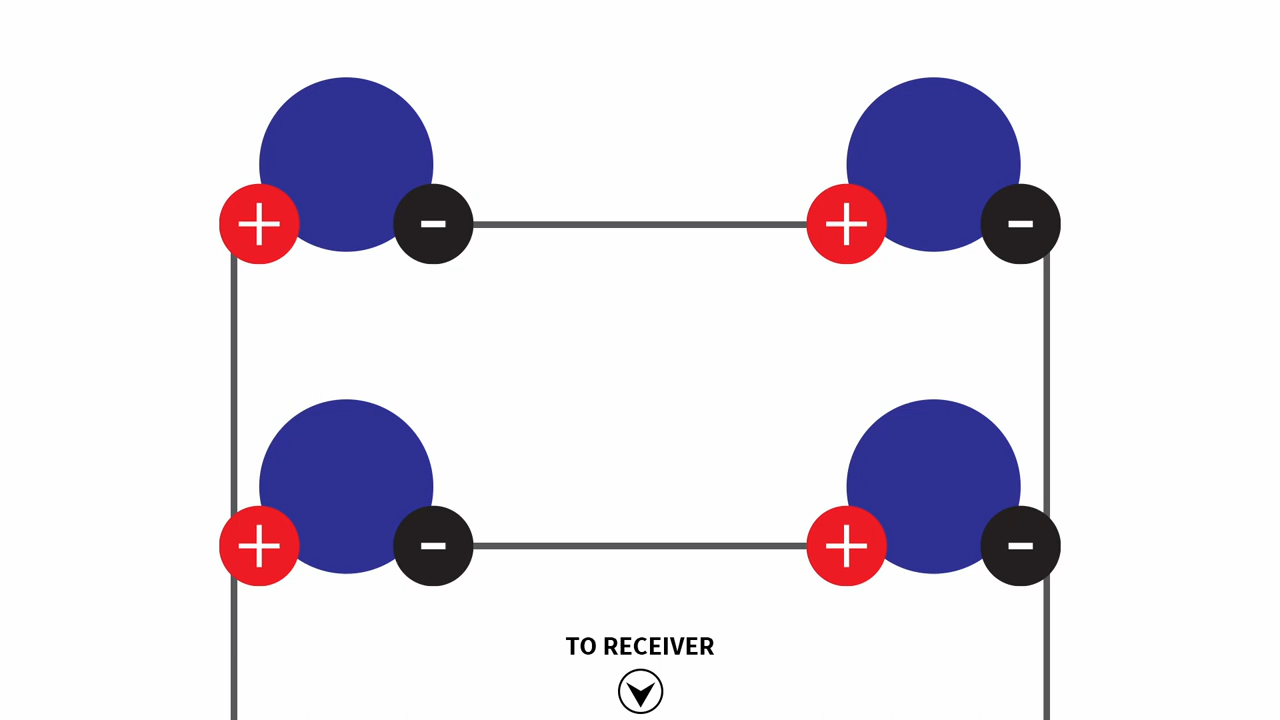 + - + -
+ - + -
TO RECEIVER